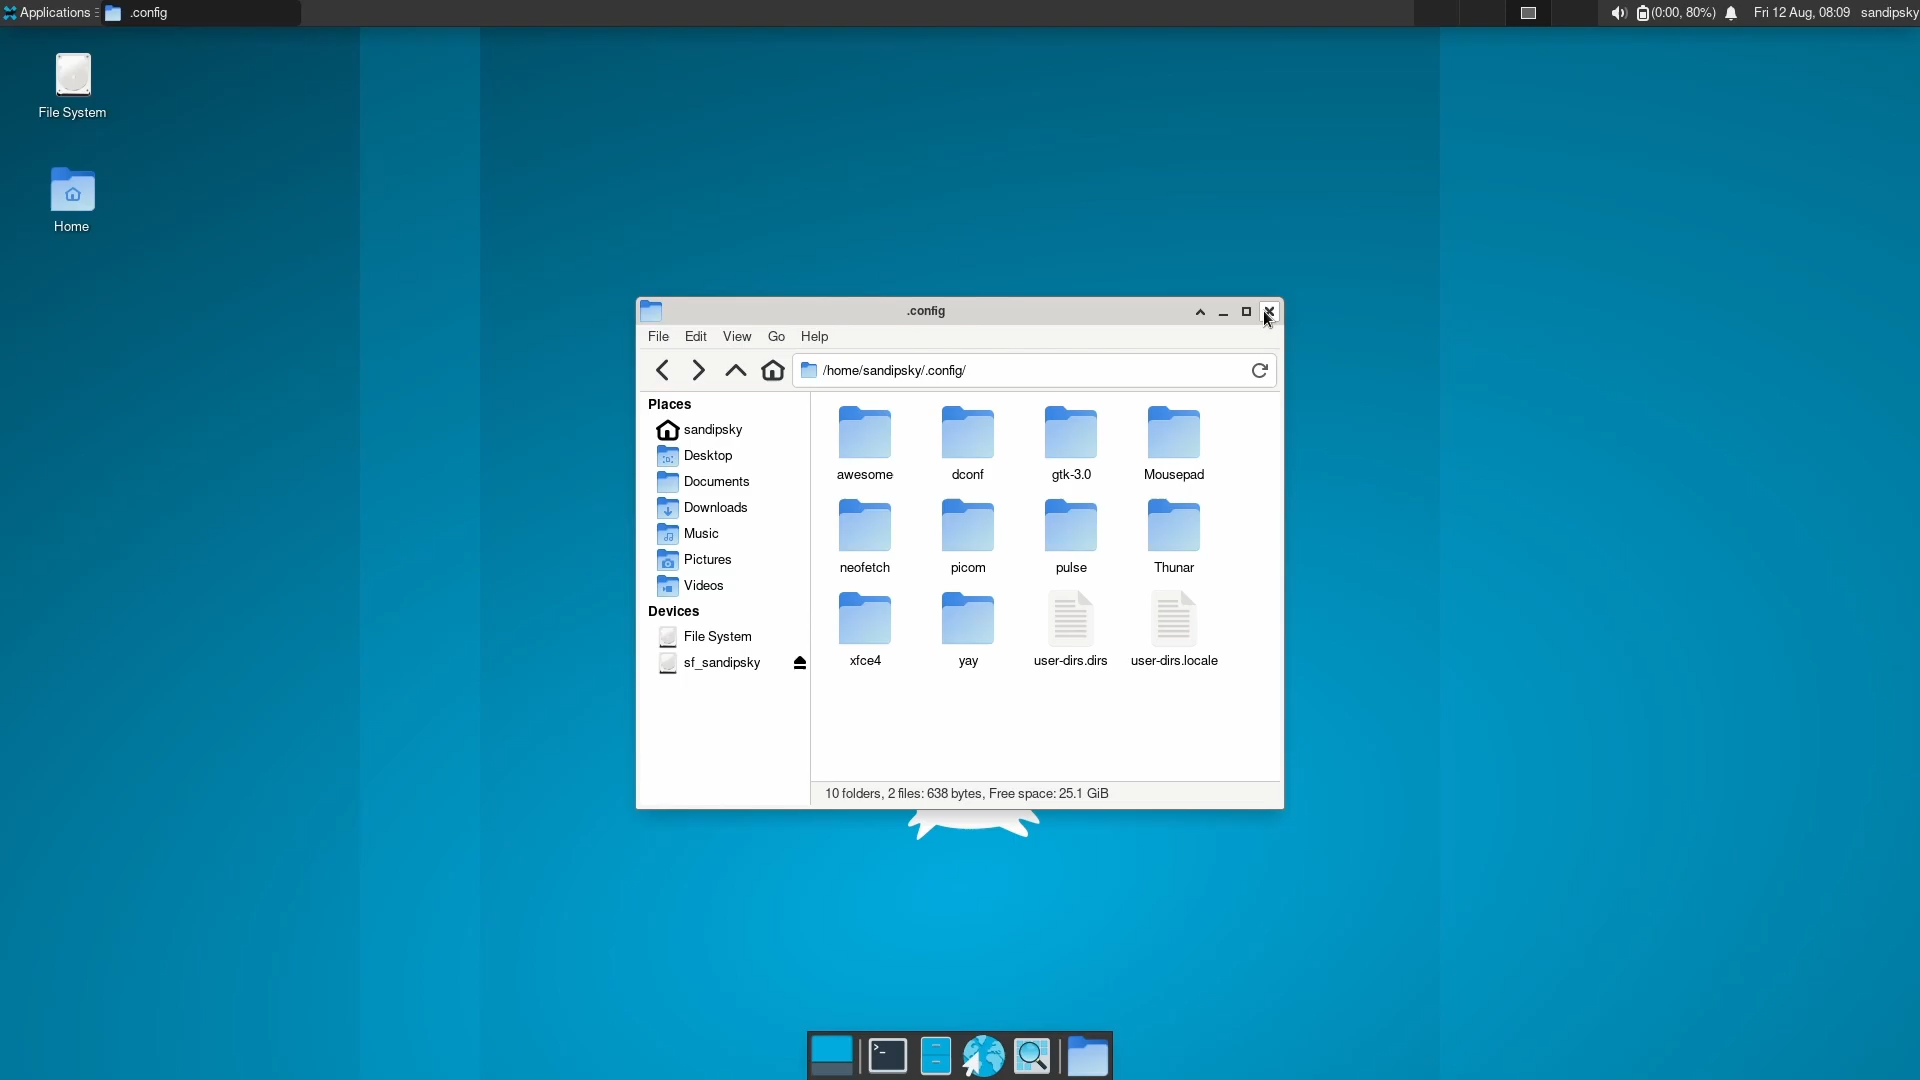 Applications
.config
(0:00, 80%)
Fri 12 Aug, 08:09
sandipsky
File System
Home
.config
File Edit View Go Help
/home/sandipsky/.config/
Places
sandipsky
Desktop
Documents
Downloads
Music
Pictures
Videos
Devices
File System
sf_sandipsky
awesome dconf gtk-3.0 Mousepad
neofetch picom pulse Thunar
xfce4 yay user-dirs.dirs user-dirs.locale
10 folders, 2 files: 638 bytes, Free space: 25.1 GiB